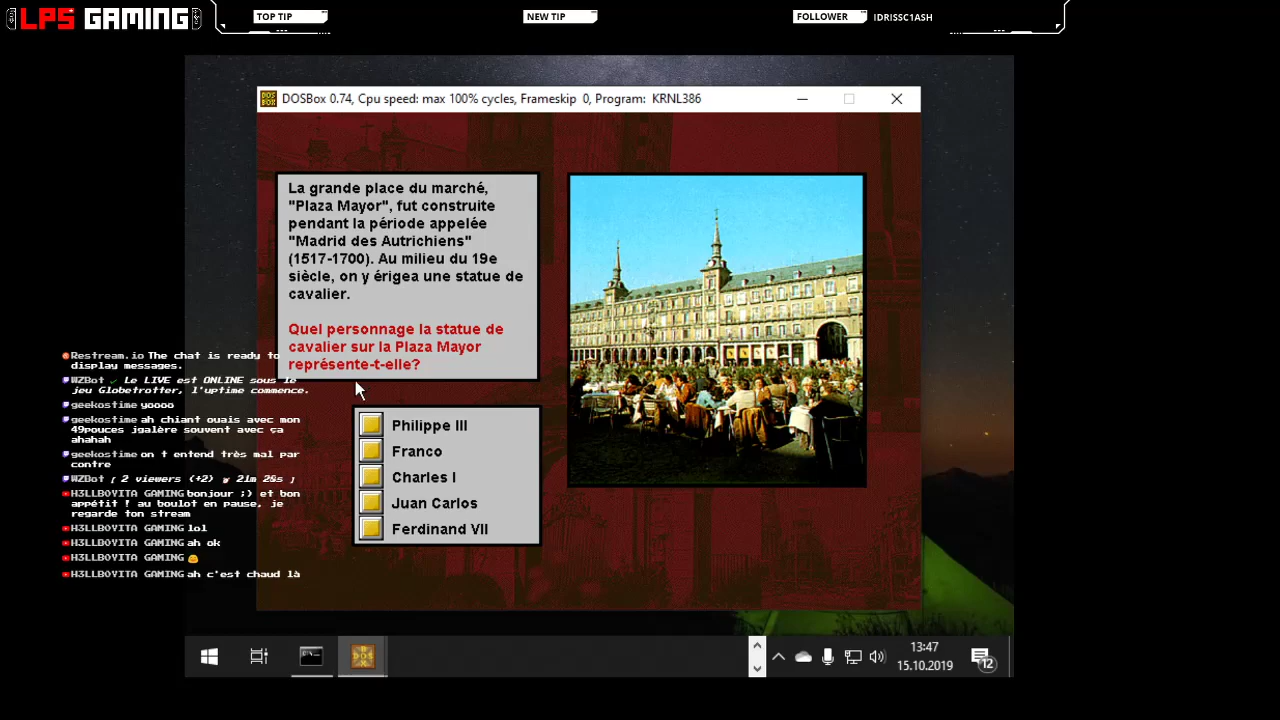 LPS GAMING
TOP TIP
NEW TIP
FOLLOWER IDRISSC1ASH
DOSBox 0.74, Cpu speed: max 100% cycles, Frameskip 0, Program: KRNL386
La grande place du marché,
"Plaza Mayor", fut construite
pendant la période appelée
"Madrid des Autrichiens"
(1517-1700). Au milieu du 19e
siècle, on y érigea une statue de
cavalier.
Quel personnage la statue de
cavalier sur la Plaza Mayor
représente-t-elle?
Philippe III
Franco
Charles I
Juan Carlos
Ferdinand VII
Restream.io The chat is ready to
display messages.
WZBot Le LIVE est ONLINE sous le
jeu Globetrotter, l'uptime commence.
geekostime yoooo
geekostime ah chiant ouais avec mon
49pouces jgalère souvent avec ça
ahahah
geekostime on t entend très mal par
contre
WZBot [ 2 viewers (+2) 21m 20s ]
H3LLB0YITA GAMING bonjour ;) et bon
appétit ! au boulot en pause, je
regarde ton stream
H3LLB0YITA GAMING lol
H3LLB0YITA GAMING ah ok
H3LLB0YITA GAMING
H3LLB0YITA GAMING ah c'est chaud là
13:47
15.10.2019
12